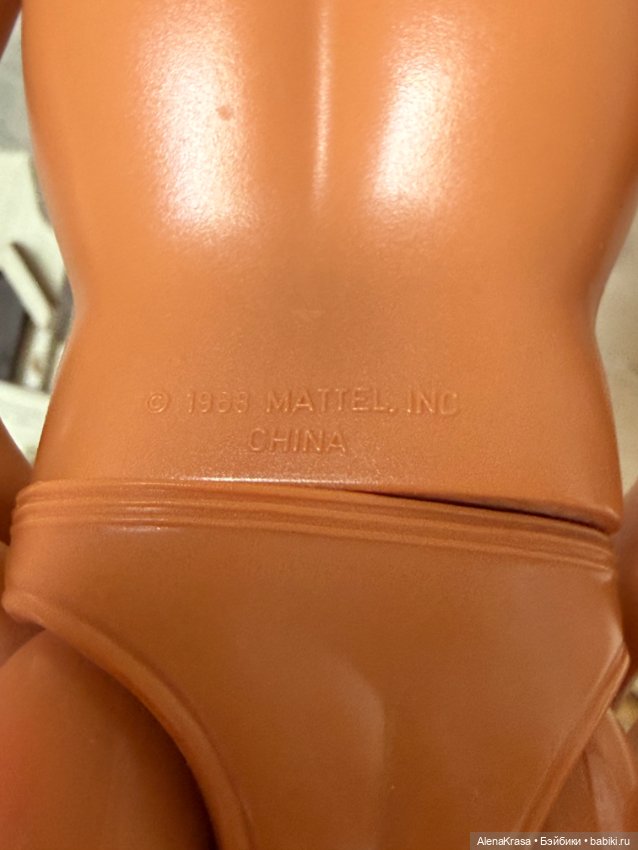 © 1968 MATTEL, INC
CHINA
AlenaKrasa • Бэйбики • babiki.ru